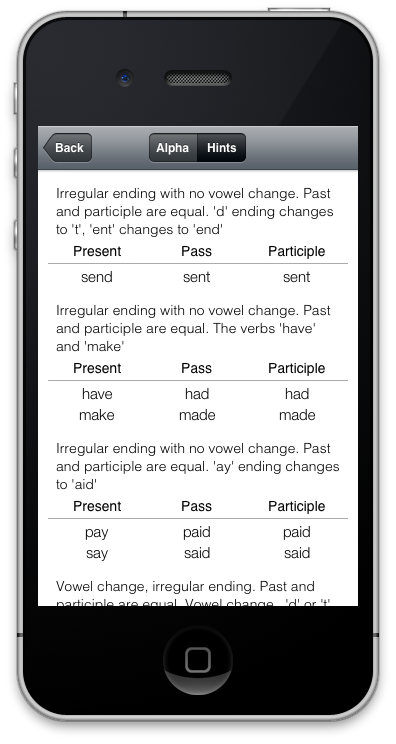 Back Alpha Hints
Irregular ending with no vowel change. Past
and participle are equal. 'd' ending changes
to 't', 'ent' changes to 'end'
Present Pass Participle
send sent sent
Irregular ending with no vowel change. Past
and participle are equal. The verbs 'have'
and 'make'
Present Pass Participle
have had had
make made made
Irregular ending with no vowel change. Past
and participle are equal. 'ay' ending changes
to 'aid'
Present Pass Participle
pay paid paid
say said said
Vowel change, irregular ending. Past and
participle are equal. Vowel change, 'd' or 't'